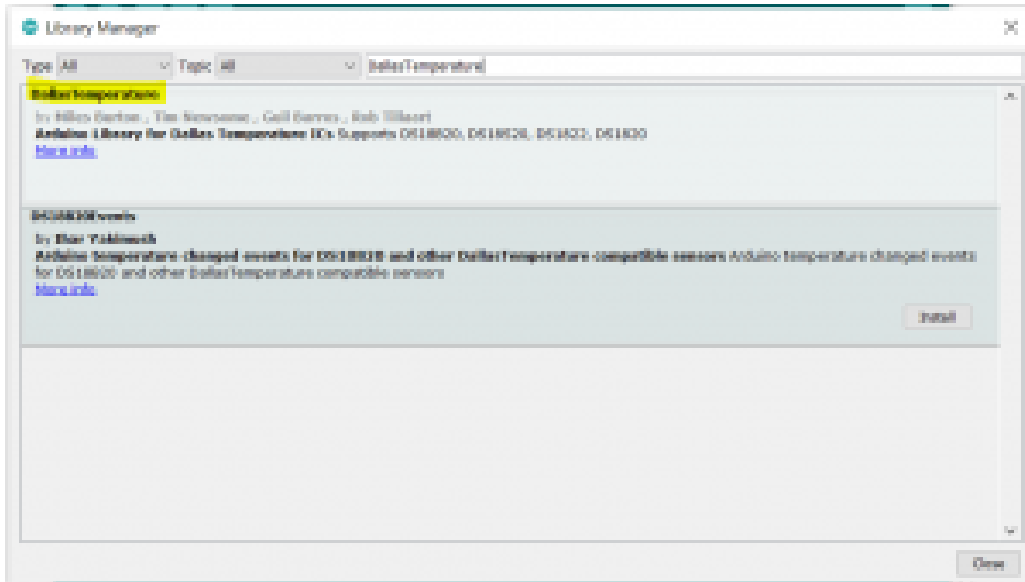 Library Manager
Type All Topic All DallasTemperature
DallasTemperature
by Miles Burton , Tim Newsome , Guil Barros , Rob Tillaart
Arduino Library for Dallas Temperature ICs Supports DS18B20, DS18S20, DS1822, DS1820
More info
DS18B20Events
by Ihar Yakimush
Arduino temperature changed events for DS18B20 and other DallasTemperature compatible sensors Arduino temperature changed events
for DS18B20 and other DallasTemperature compatible sensors
More info
Install
Close